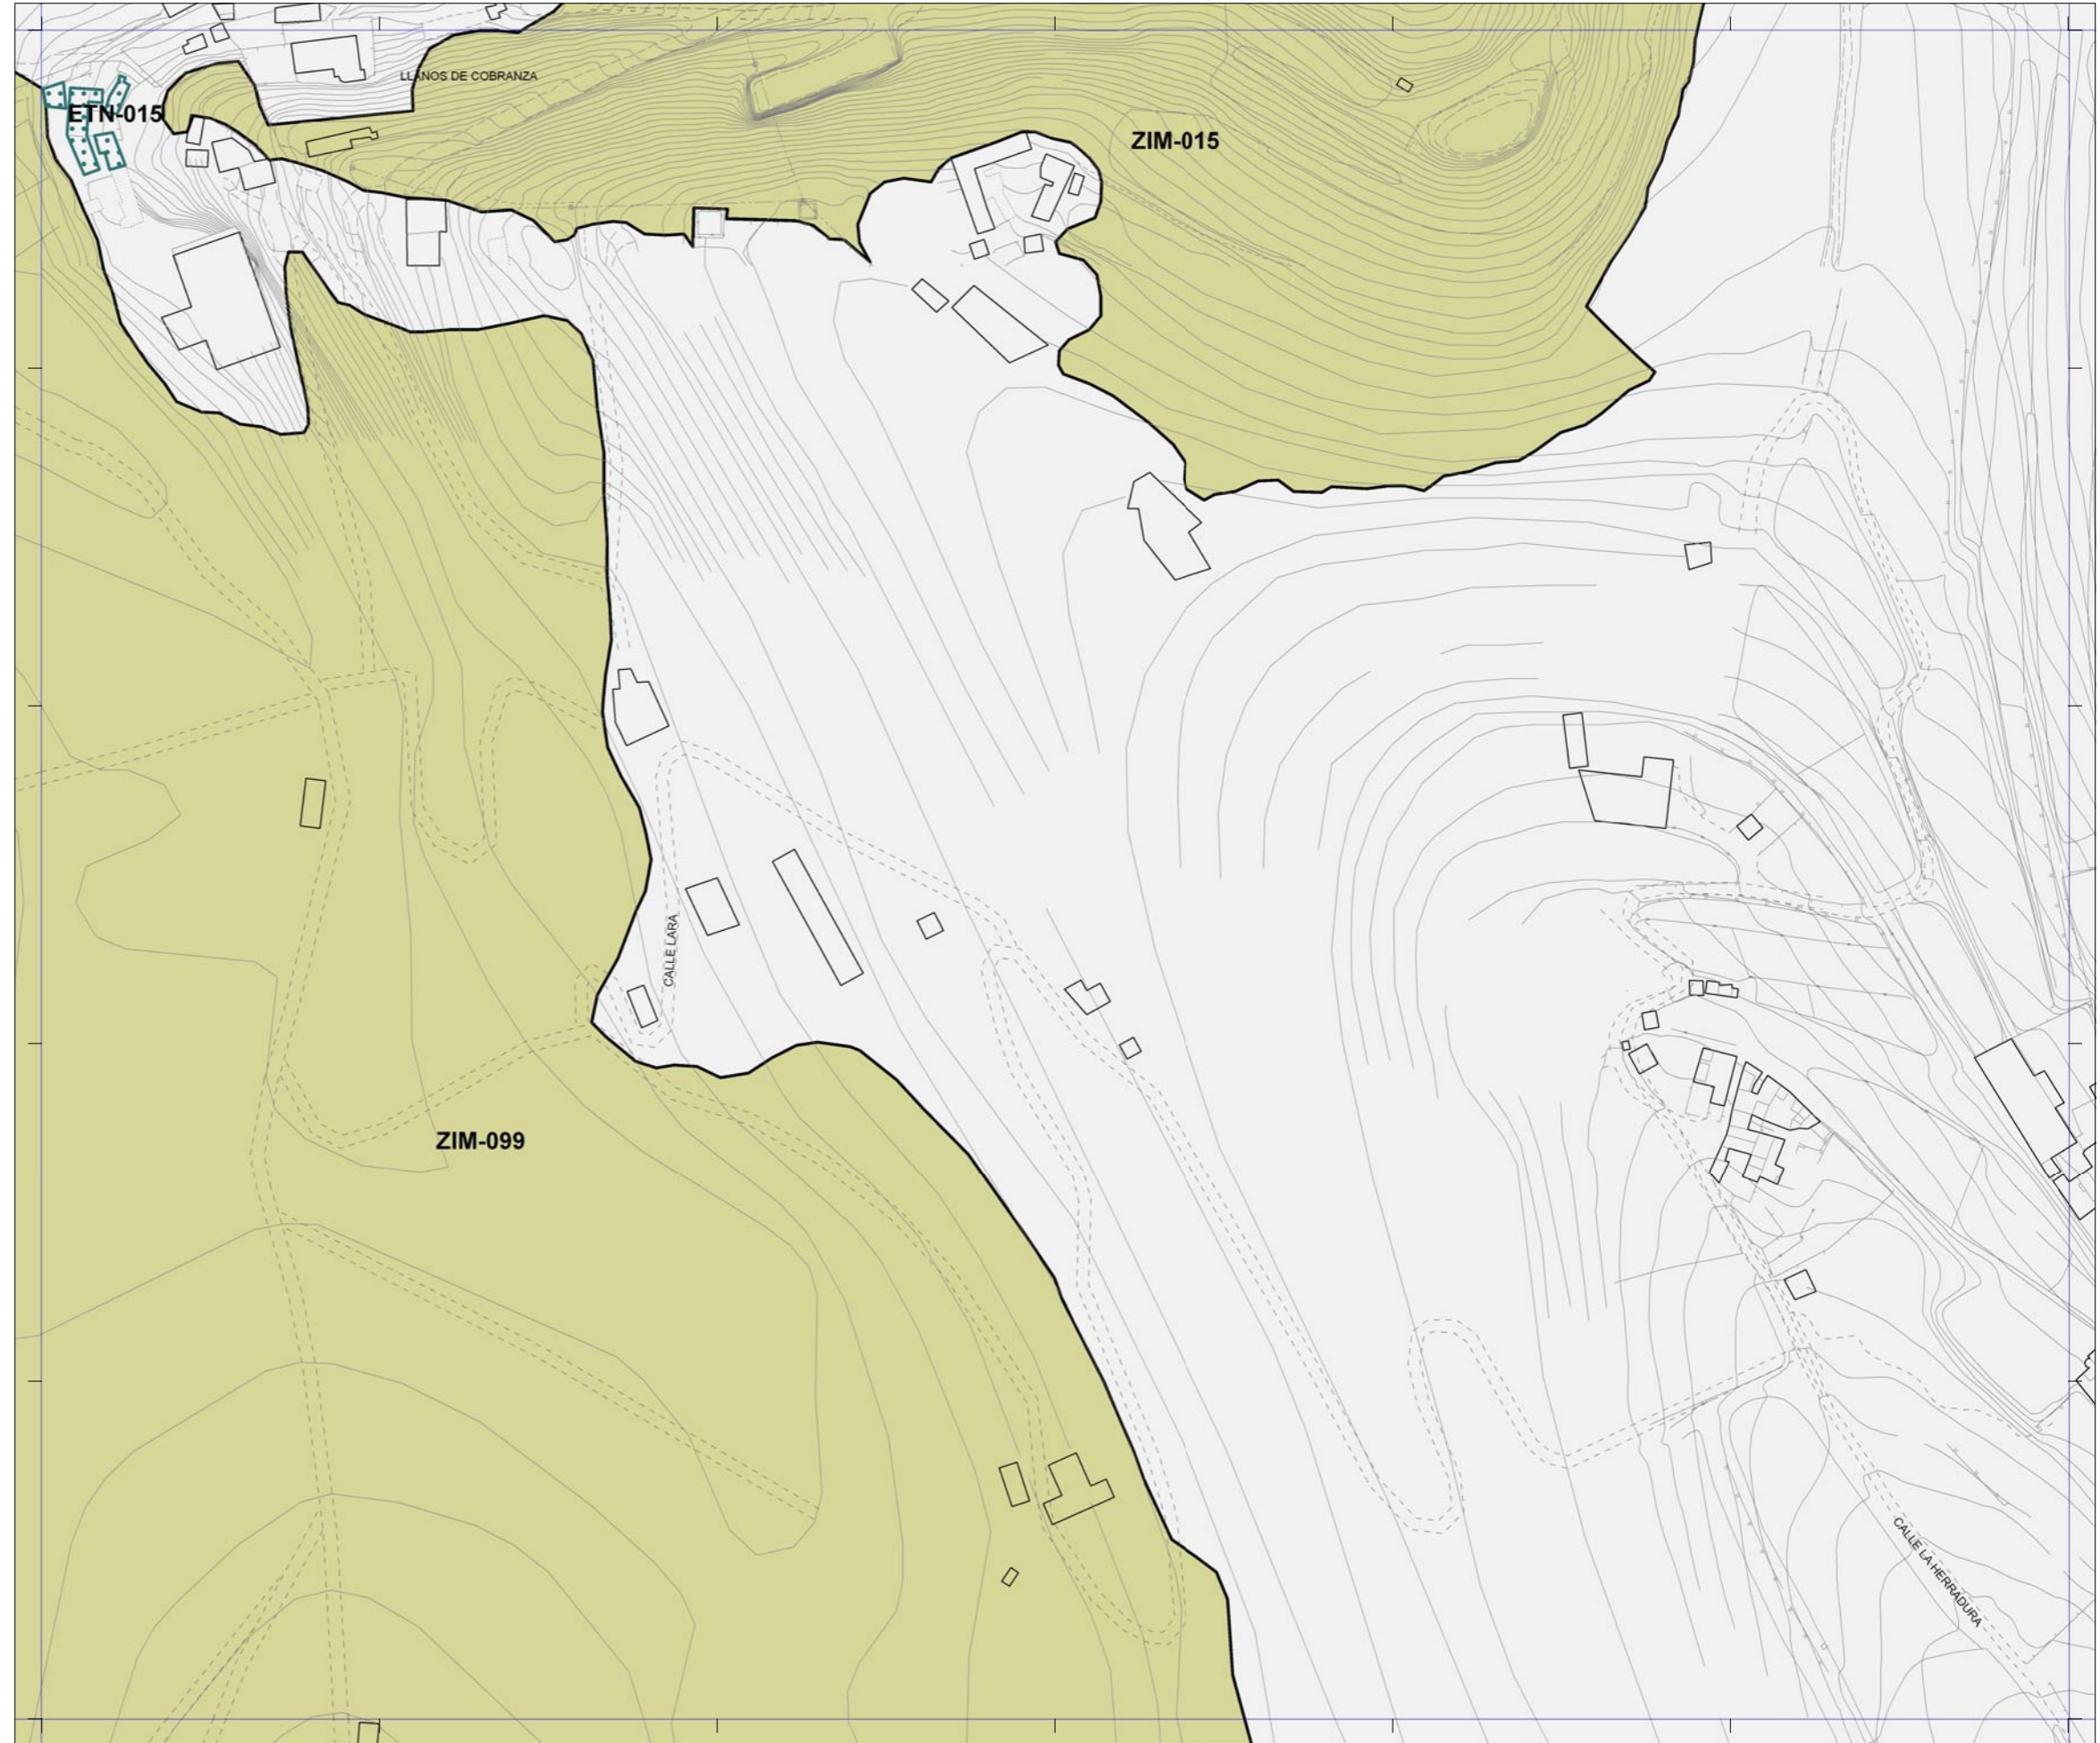 LLANOS DE COBRANZA
ETN-015
ZIM-015
CALLE LARA
ZIM-099
CALLE LA HERRADURA